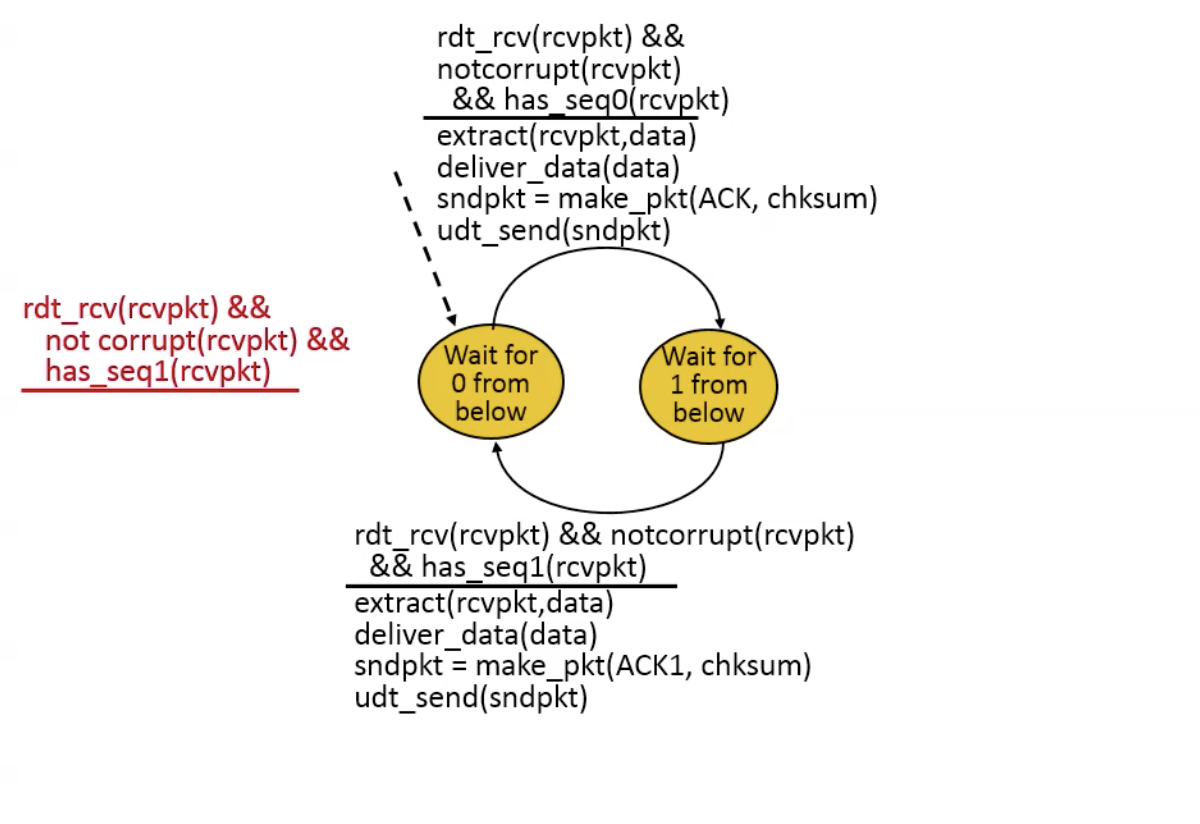 rdt_rcv(rcvpkt) &&
notcorrupt(rcvpkt)
&& has_seq0(rcvpkt)
extract(rcvpkt,data)
deliver_data(data)
sndpkt = make_pkt(ACK, chksum)
udt_send(sndpkt)
rdt_rcv(rcvpkt) &&
not corrupt(rcvpkt) &&
has_seq1(rcvpkt)
Wait for
0 from
below
Wait for
1 from
below
rdt_rcv(rcvpkt) && notcorrupt(rcvpkt)
&& has_seq1(rcvpkt)
extract(rcvpkt,data)
deliver_data(data)
sndpkt = make_pkt(ACK1, chksum)
udt_send(sndpkt)